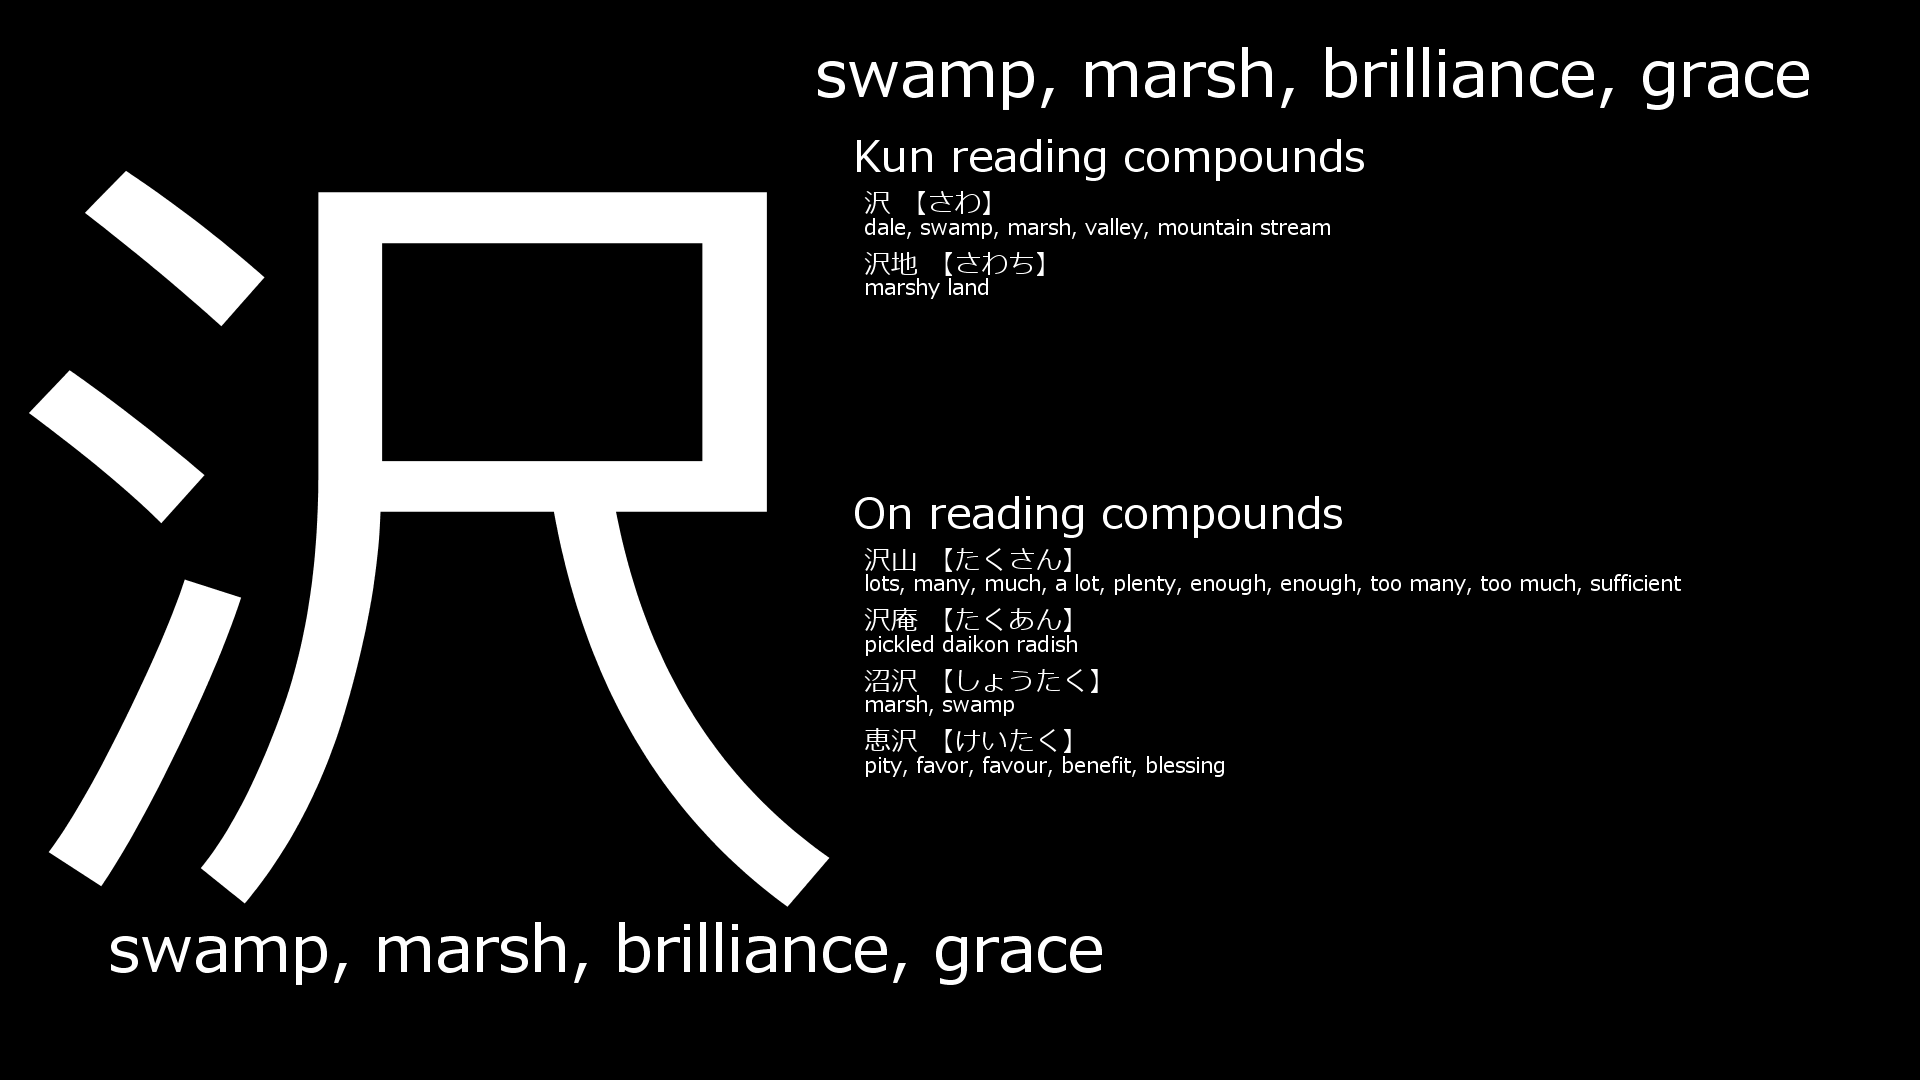 swamp, marsh, brilliance, grace
沢
Kun reading compounds
沢 【さわ】
dale, swamp, marsh, valley, mountain stream
沢地 【さわち】
marshy land
On reading compounds
沢山 【たくさん】
lots, many, much, a lot, plenty, enough, enough, too many, too much, sufficient
沢庵 【たくあん】
pickled daikon radish
沼沢 【しょうたく】
marsh, swamp
恵沢 【けいたく】
pity, favor, favour, benefit, blessing
swamp, marsh, brilliance, grace